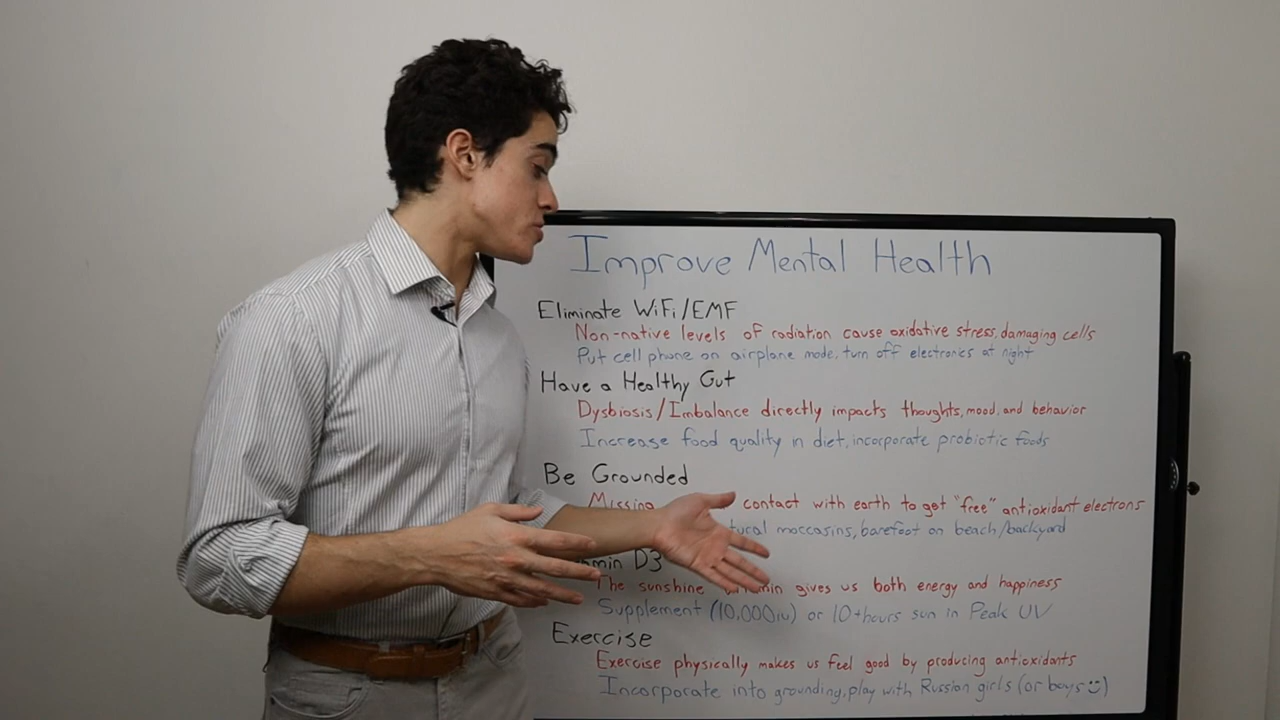 Improve Mental Health
Eliminate WiFi/EMF
Non-native levels of radiation cause oxidative stress, damaging cells
Put cell phone on airplane mode, turn off electronics at night
Have a Healthy Gut
Dysbiosis/Imbalance directly impacts thoughts, mood, and behavior
Increase food quality in diet, incorporate probiotic foods
Be Grounded
Missing contact with earth to get "free" antioxidant electrons
moccasins, barefoot on beach/backyard
D3
The sunshine gives us both energy and happiness
Supplement (10,000iu) or 10+hours sun in Peak UV
Exercise
Exercise physically makes us feel good by producing antioxidants
Incorporate into grounding, play with Russian girls (or boys☺)